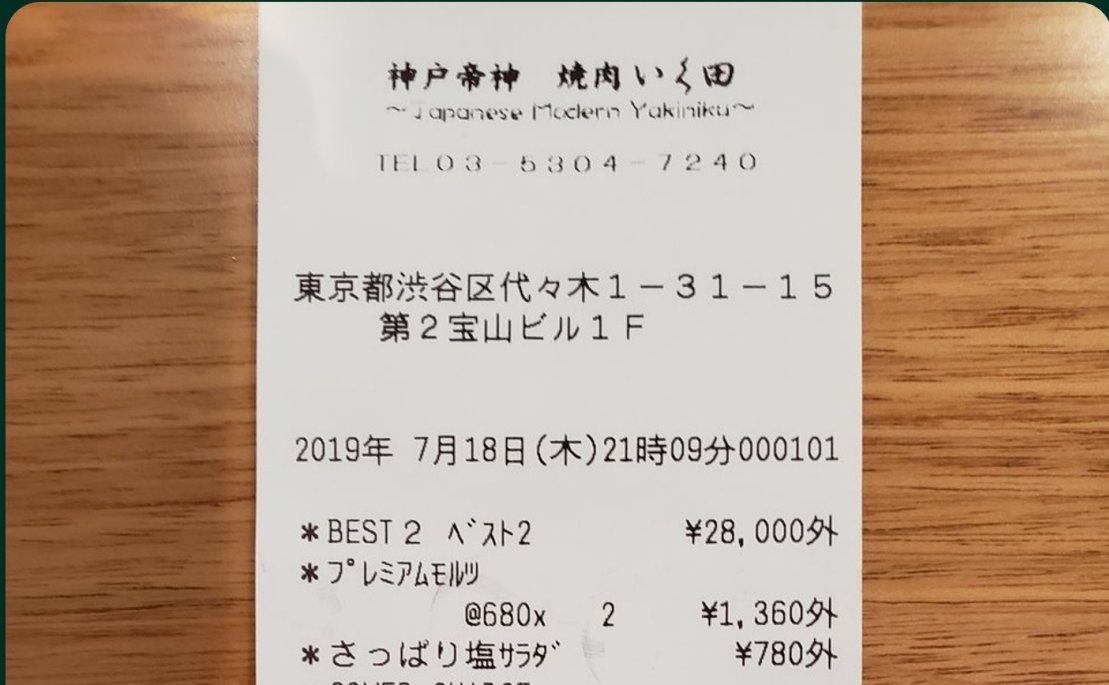 神戸帝神 焼肉いく田
～Japanese Modern Yakiniku～
TEL03-5304-7240
東京都渋谷区代々木1-31-15
第2宝山ビル1F
2019年 7月18日(木)21時09分000101
*BEST2 ﾍﾞｽﾄ2 ¥28,000外
*ﾌﾟﾚﾐｱﾑﾓﾙﾂ
@680x 2 ¥1,360外
*さっぱり塩ｻﾗﾀﾞ ¥780外